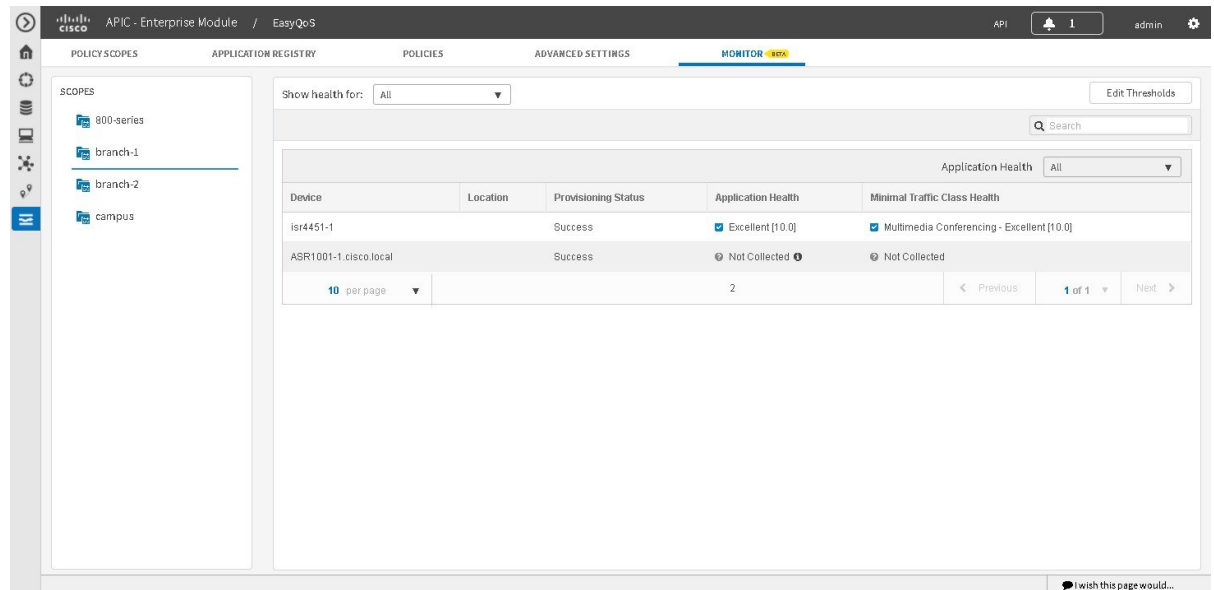 CISCO APIC - Enterprise Module / EasyQoS API 1 admin
POLICY SCOPES APPLICATION REGISTRY POLICIES ADVANCED SETTINGS MONITOR BETA
SCOPES
800-series
branch-1
branch-2
campus
Show health for: All Edit Thresholds
Search
Application Health All
Device Location Provisioning Status Application Health Minimal Traffic Class Health
isr4451-1 Success Excellent [10.0] Multimedia Conferencing - Excellent [10.0]
ASR1001-1.cisco.local Success Not Collected Not Collected
10 per page 2 Previous 1 of 1 Next
I wish this page would...